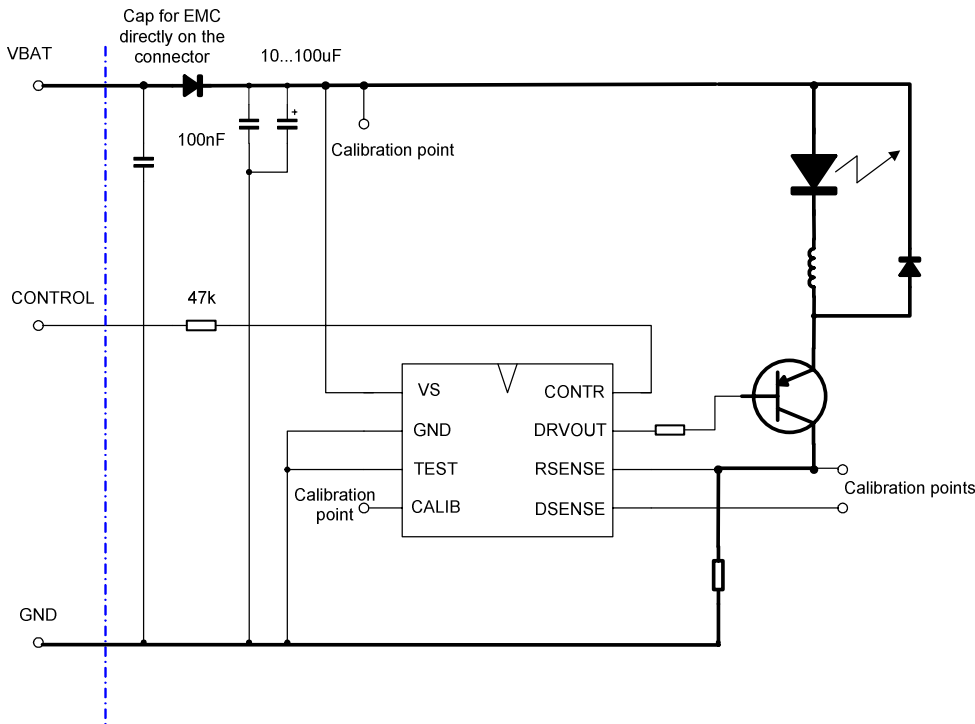 Cap for EMC
directly on the
connector
VBAT
10...100uF
+
100nF
Calibration point
CONTROL
47k
VS
CONTR
GND
DRVOUT
TEST
RSENSE
Calibration
point
CALIB
DSENSE
Calibration points
GND